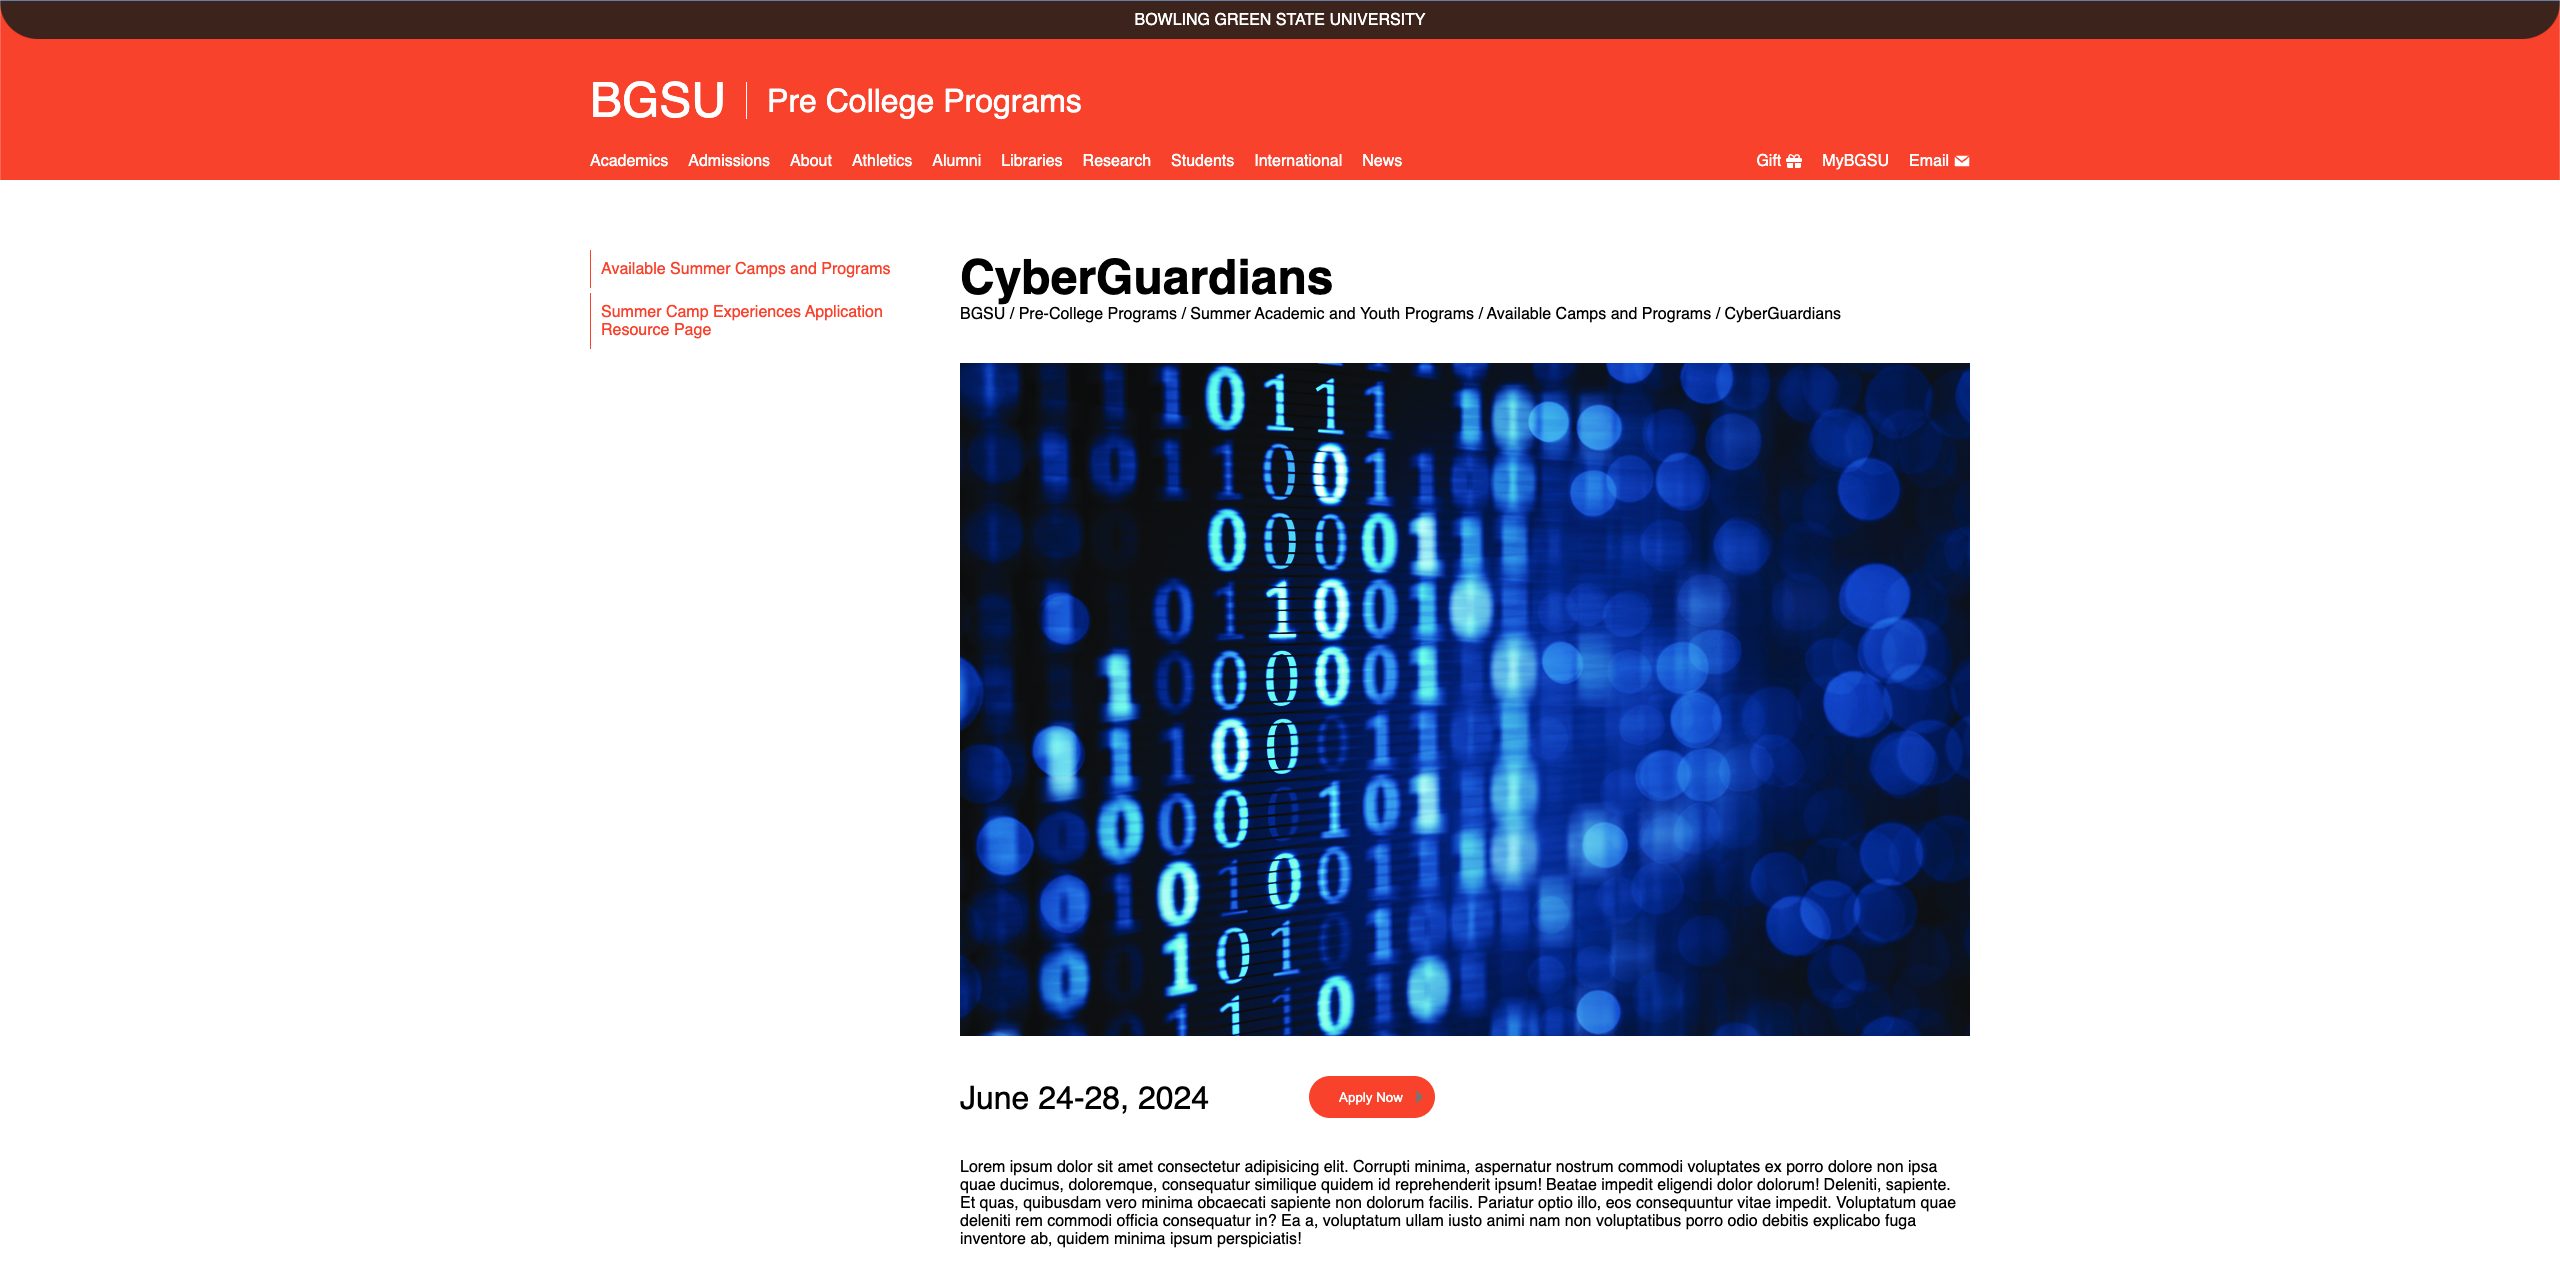 BOWLING GREEN STATE UNIVERSITY
BGSU | Pre College Programs
Academics Admissions About Athletics Alumni Libraries Research Students International News Gift MyBGSU Email
Available Summer Camps and Programs
Summer Camp Experiences Application
Resource Page
CyberGuardians
BGSU / Pre-College Programs / Summer Academic and Youth Programs / Available Camps and Programs / CyberGuardians
June 24-28, 2024
Apply Now
Lorem ipsum dolor sit amet consectetur adipisicing elit. Corrupti minima, aspernatur nostrum commodi voluptates ex porro dolore non ipsa
quae ducimus, doloremque, consequatur similique quidem id reprehenderit ipsum! Beatae impedit eligendi dolor dolorum! Deleniti, sapiente.
Et quas, quibusdam vero minima obcaecati sapiente non dolorum facilis. Pariatur optio illo, eos consequuntur vitae impedit. Voluptatum quae
deleniti rem commodi officia consequatur in? Ea a, voluptatum ullam iusto animi nam non voluptatibus porro odio debitis explicabo fuga
inventore ab, quidem minima ipsum perspiciatis!